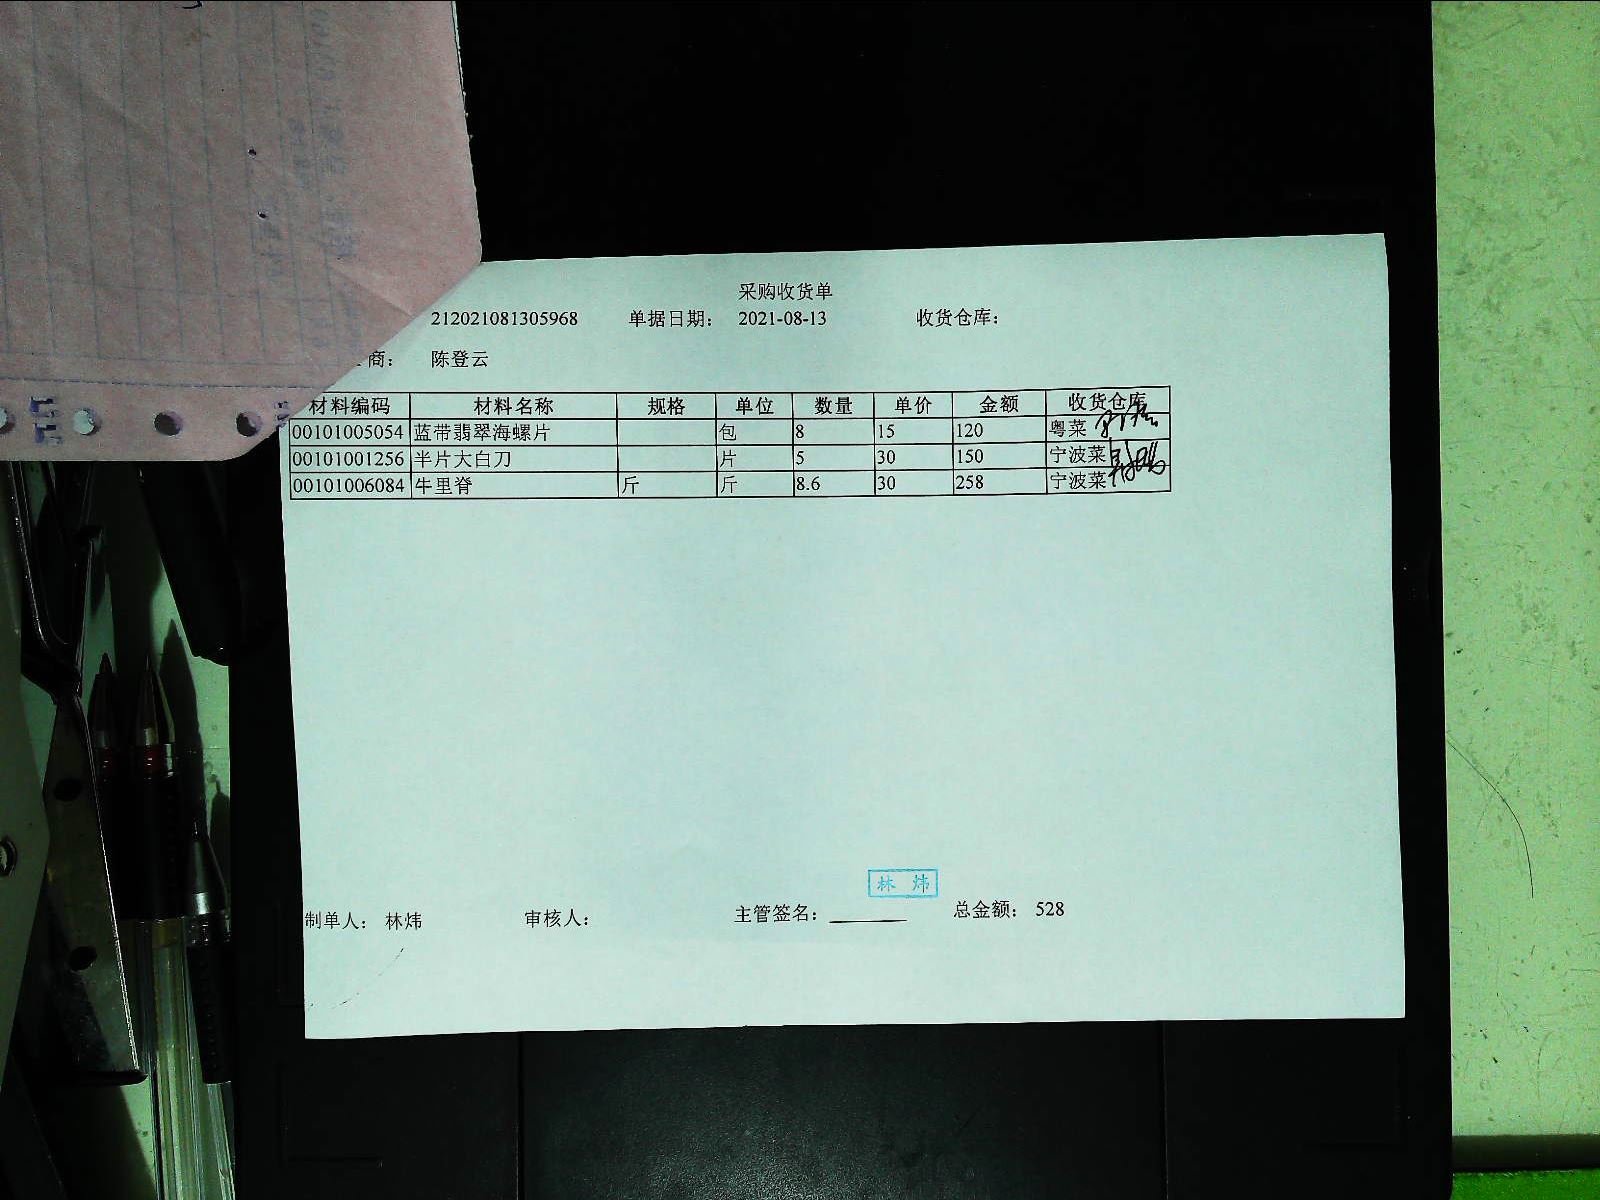 采购收货单
212021081305968 单据日期： 2021-08-13 收货仓库：
商： 陈登云
材料编码 材料名称 规格 单位 数量 单价 金额 收货仓库
00101005054 蓝带翡翠海螺片 包 8 15 120 粤菜
00101001256 半片大白刀 片 5 30 150 宁波菜
00101006084 牛里脊 斤 斤 8.6 30 258 宁波菜
林 炜
制单人： 林炜 审核人： 主管签名： 总金额： 528